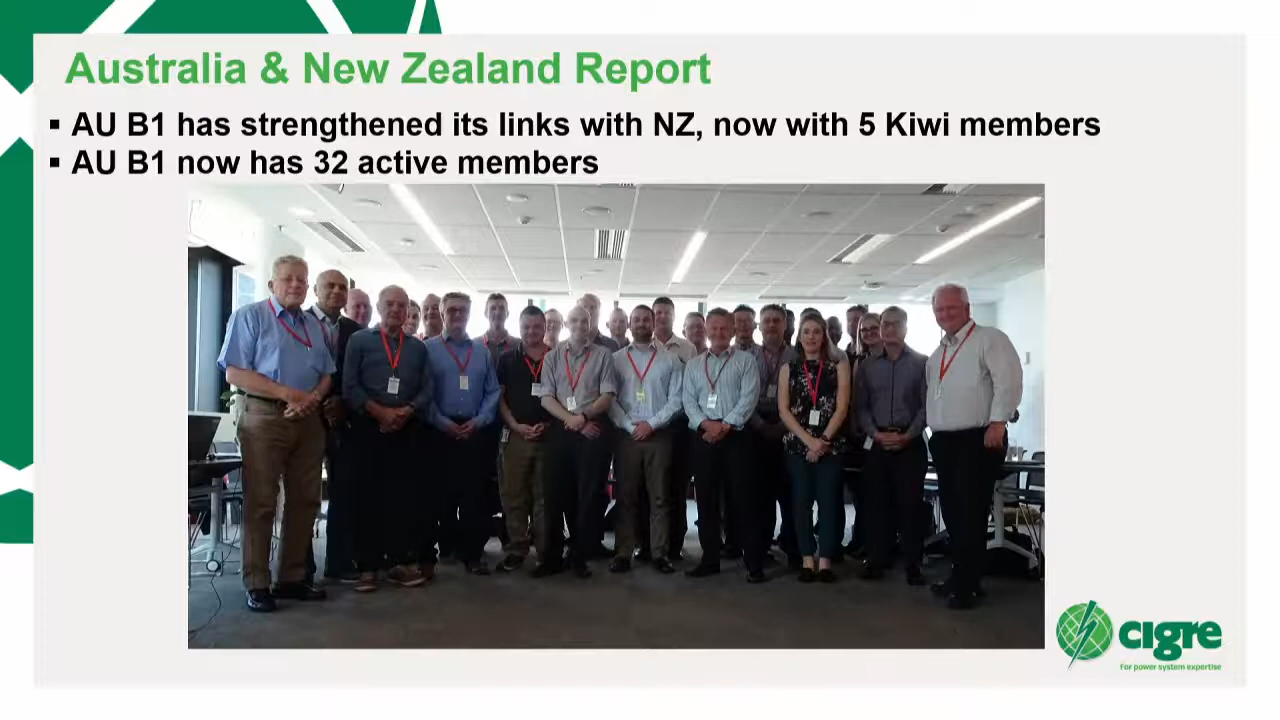 Australia & New Zealand Report
▪ AU B1 has strengthened its links with NZ, now with 5 Kiwi members
▪ AU B1 now has 32 active members
cigre
For power system expertise